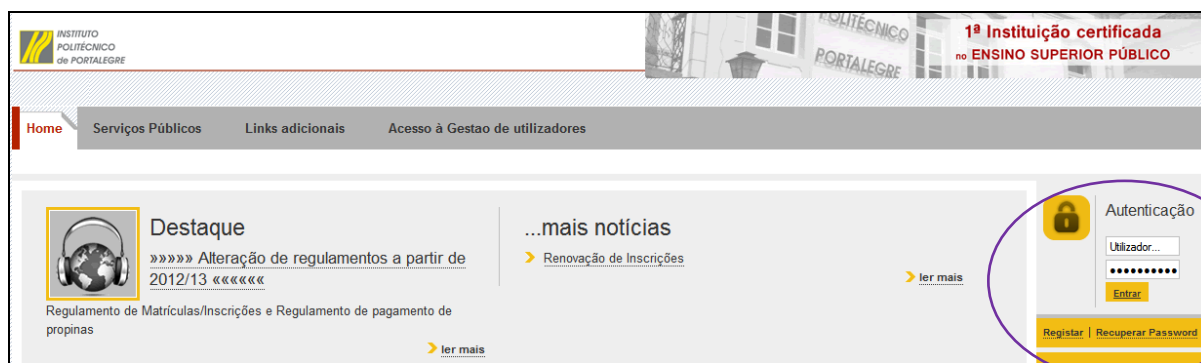 INSTITUTO
POLITÉCNICO
de PORTALEGRE
POLITÉCNICO
PORTALEGRE
1ª Instituição certificada
no ENSINO SUPERIOR PÚBLICO
Home Serviços Públicos Links adicionais Acesso à Gestao de utilizadores
Destaque
»»»»» Alteração de regulamentos a partir de
2012/13 ««««««
Regulamento de Matrículas/Inscrições e Regulamento de pagamento de
propinas
ler mais
...mais notícias
Renovação de Inscrições
ler mais
Autenticação
Utilizador...
••••••••••
Entrar
Registar | Recuperar Password